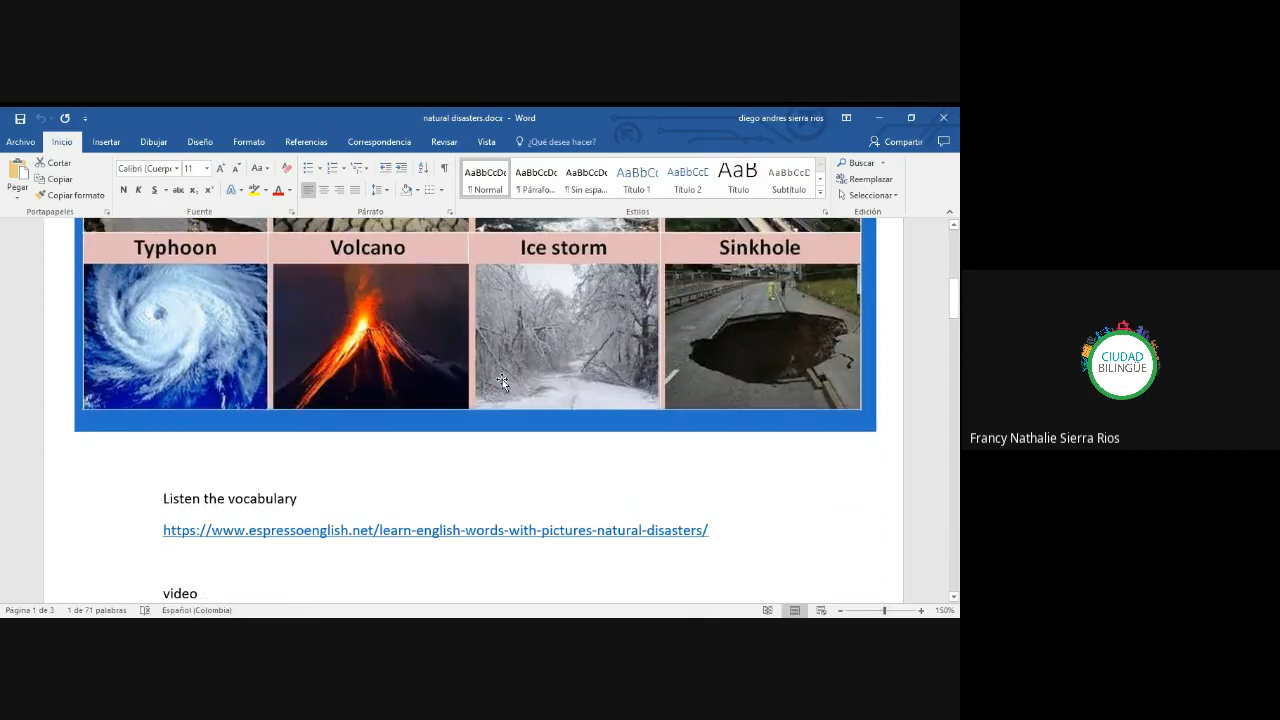 natural disasters.docx - Word
diego andres sierra rios
Archivo Inicio Insertar Dibujar Diseño Formato Referencias Correspondencia Revisar Vista ¿Qué desea hacer? Compartir
Pegar
Cortar
Copiar
Copiar formato
Portapapeles
Calibri (Cuerpo 11
Fuente
Párrafo
AaBbCcDc AaBbCcDc AaBbCcDc AaBbCc AaBbCcE AaB AaBbCcD
¶ Normal ¶ Párrafo... ¶ Sin espa... Título 1 Título 2 Título Subtítulo
Estilos
Buscar
Reemplazar
Seleccionar
Edición
Typhoon Volcano Ice storm Sinkhole
Listen the vocabulary
https://www.espressoenglish.net/learn-english-words-with-pictures-natural-disasters/
video
Página 1 de 3 1 de 71 palabras Español (Colombia) 150%
CIUDAD
BILINGÜE
Francy Nathalie Sierra Rios